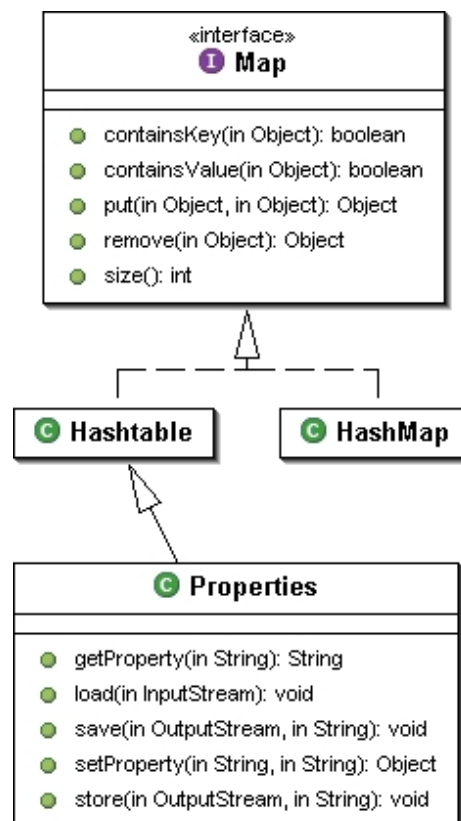 «interface»
I Map
containsKey(in Object): boolean
containsValue(in Object): boolean
put(in Object, in Object): Object
remove(in Object): Object
size(): int
C Hashtable
C HashMap
C Properties
getProperty(in String): String
load(in InputStream): void
save(in OutputStream, in String): void
setProperty(in String, in String): Object
store(in OutputStream, in String): void